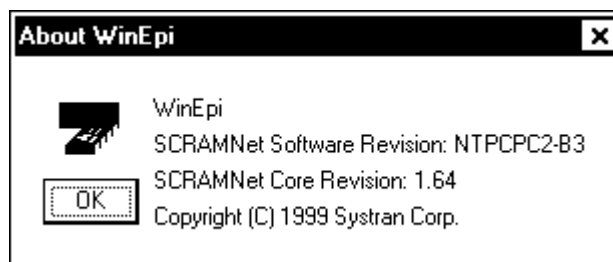 About WinEpi
WinEpi
SCRAMNet Software Revision: NTPCPC2-B3
SCRAMNet Core Revision: 1.64
OK
Copyright (C) 1999 Systran Corp.